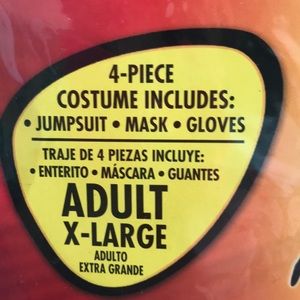 4-PIECE
COSTUME INCLUDES:
• JUMPSUIT • MASK • GLOVES
TRAJE DE 4 PIEZAS INCLUYE:
• ENTERITO • MÁSCARA • GUANTES
ADULT
X-LARGE
ADULTO
EXTRA GRANDE